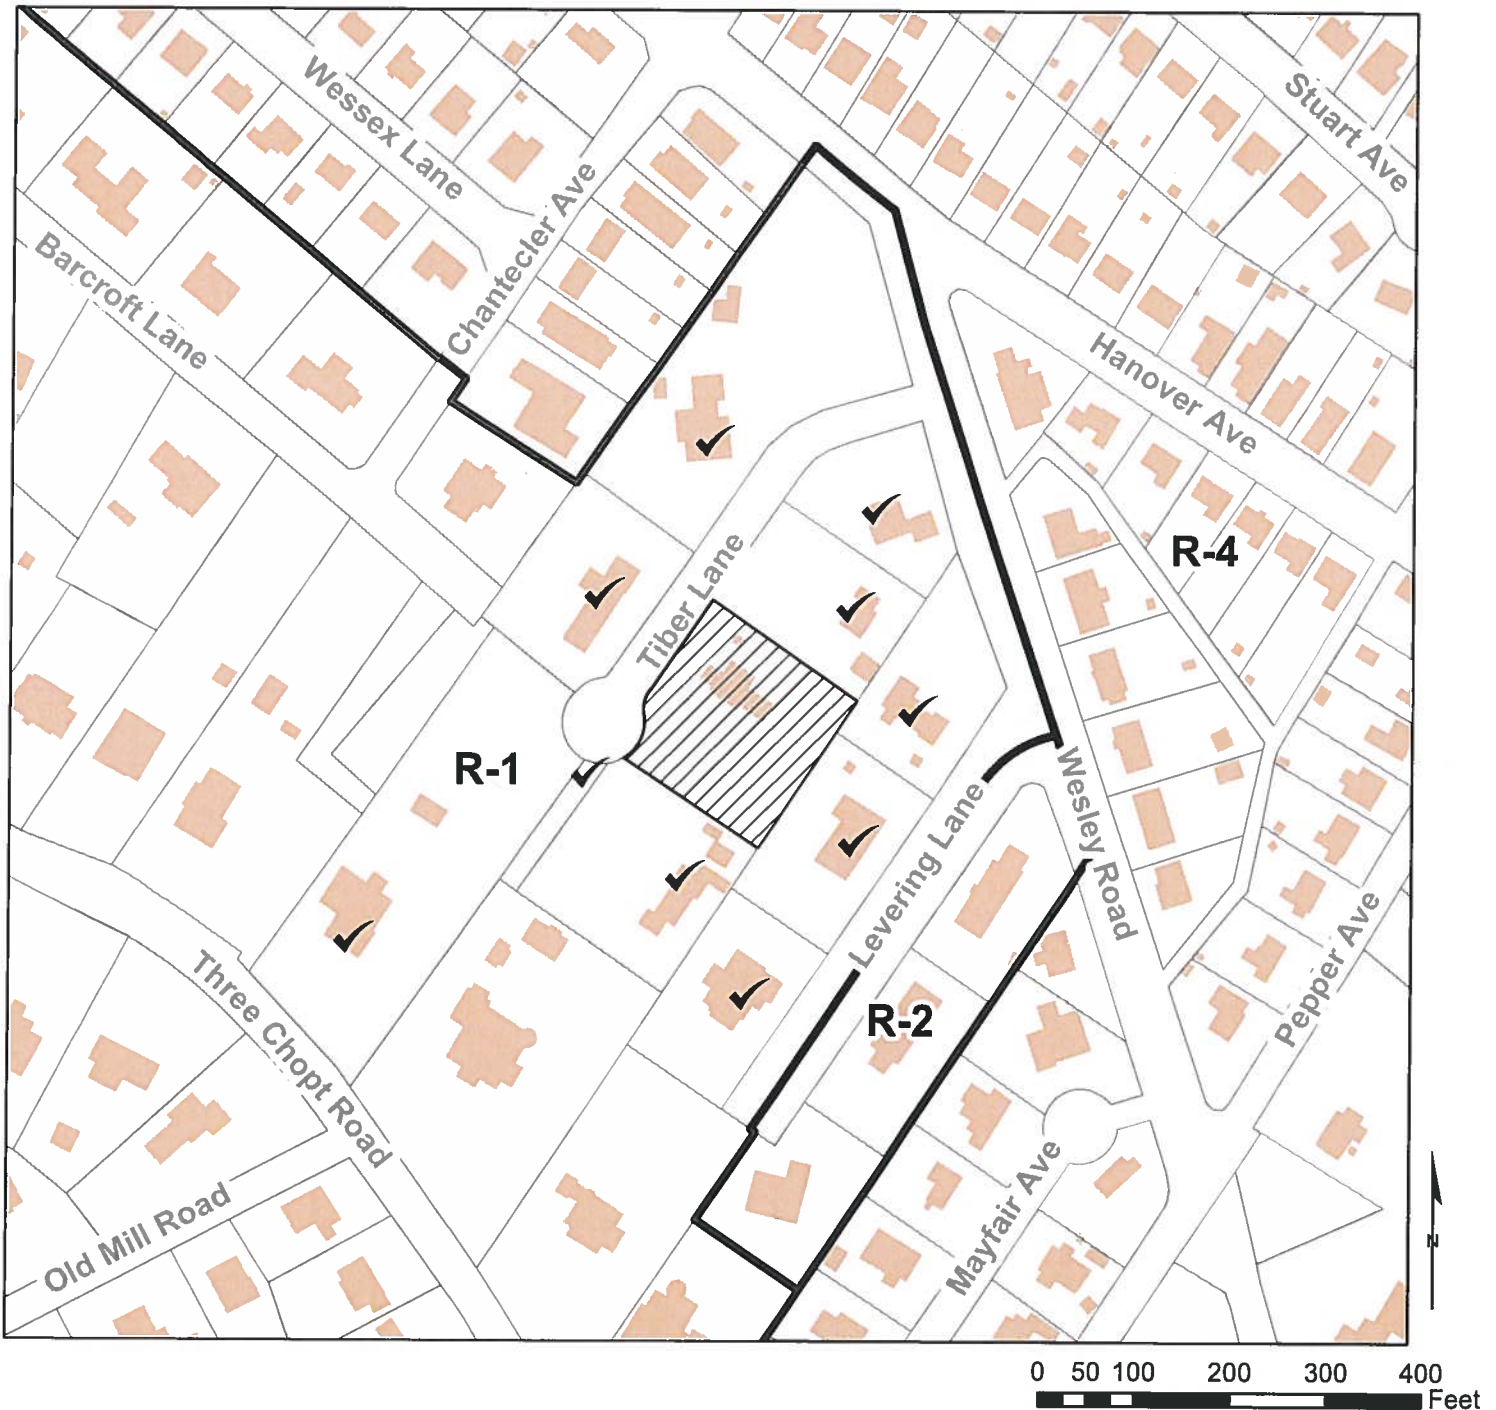 Wessex Lane
Stuart Ave
Chantecler Ave
Barcroft Lane
Hanover Ave
R-4
Tiber Lane
R-1
Wesley Road
Levering Lane
Pepper Ave
R-2
Three Chopt Road
Mayfair Ave
Old Mill Road
N
0 50 100 200 300 400
Feet